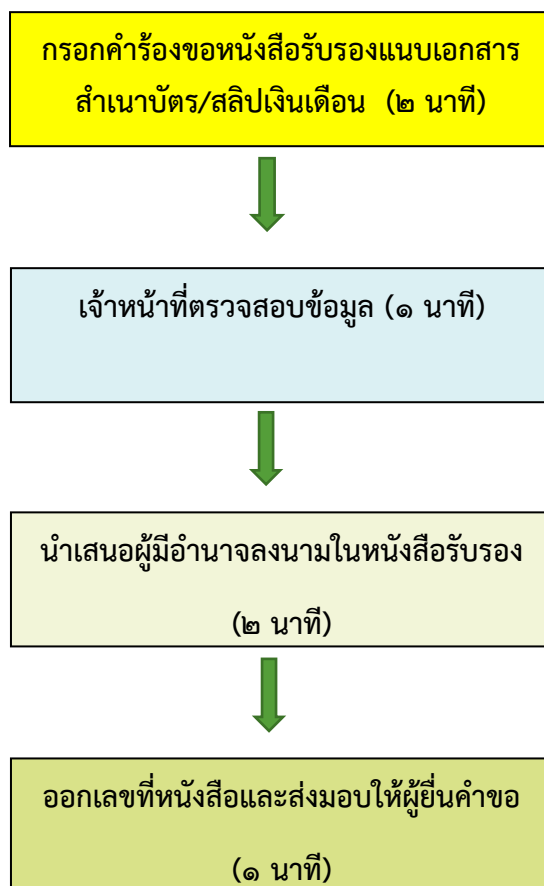 กรอกคำร้องขอหนังสือรับรองแนบเอกสาร
สำเนาบัตร/สลิปเงินเดือน (๒ นาที)
เจ้าหน้าที่ตรวจสอบข้อมูล (๑ นาที)
นำเสนอผู้มีอำนาจลงนามในหนังสือรับรอง
(๒ นาที)
ออกเลขที่หนังสือและส่งมอบให้ผู้ยื่นคำขอ
(๑ นาที)